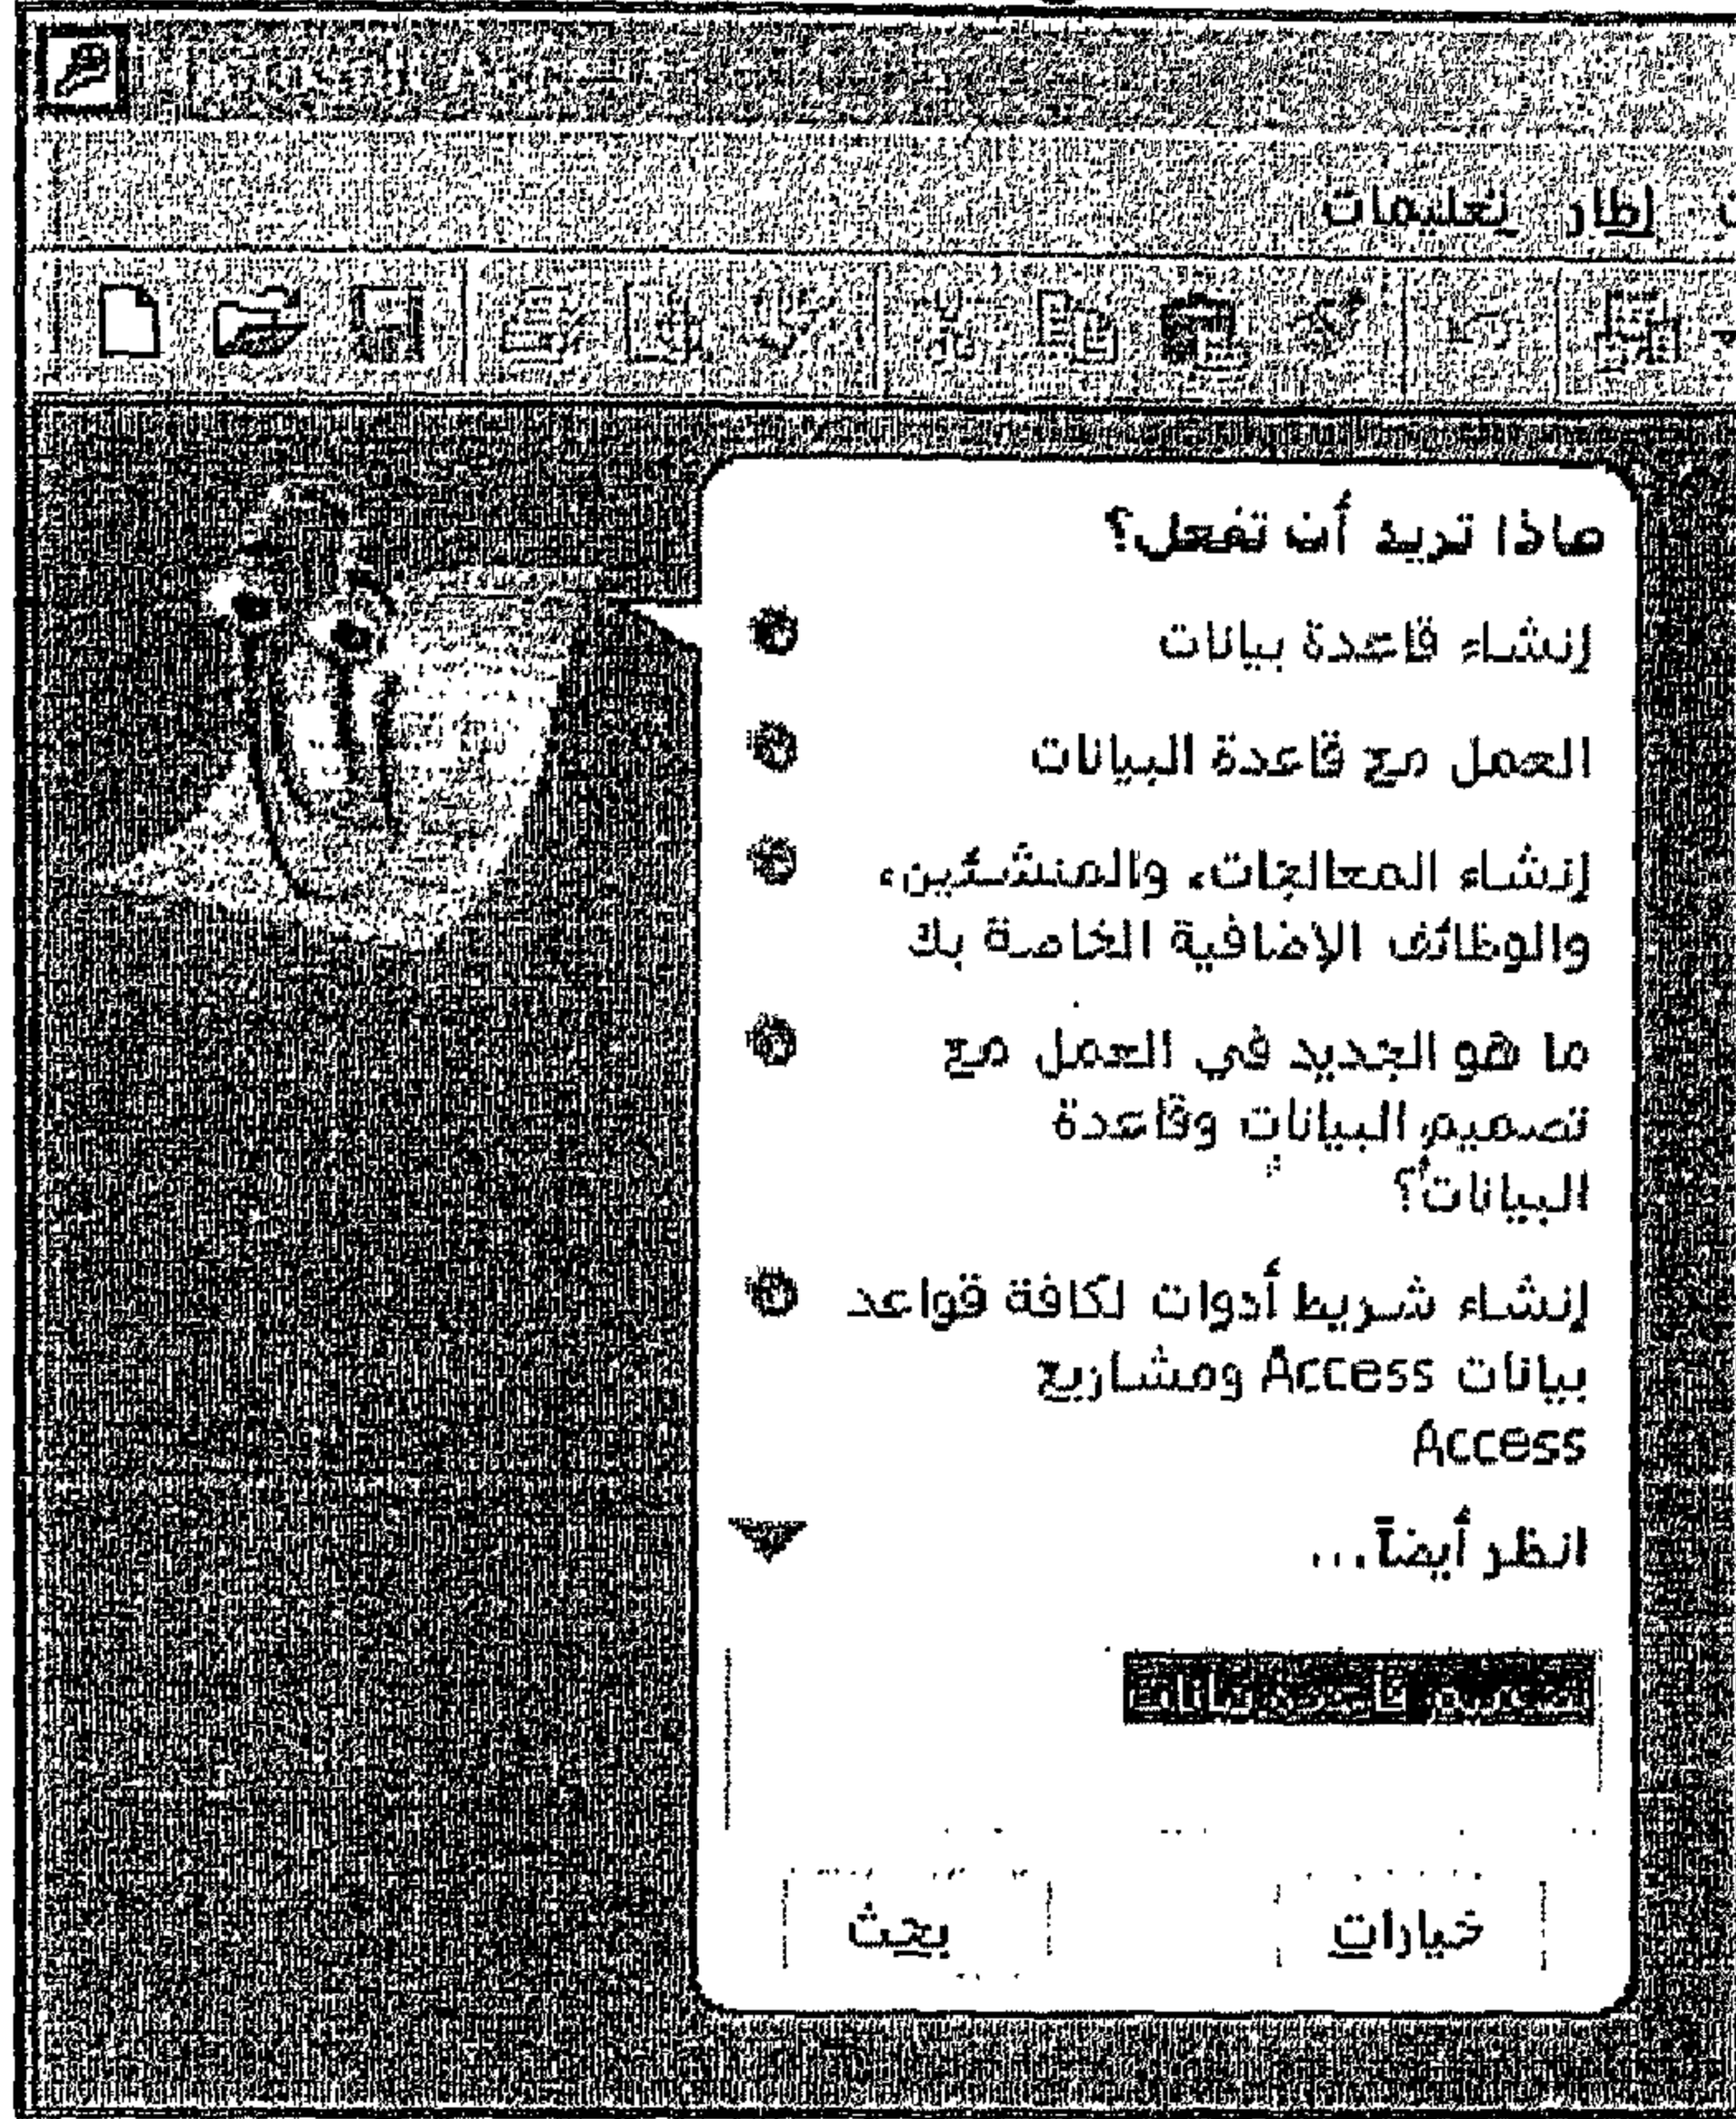 إطار تعليمات
ماذا تريد أن تفعل؟
إنشاء قاعدة بيانات
العمل مع قاعدة البيانات
إنشاء المعالجات، والمنشئين،
والوظائف الإضافية الخاصة بك
ما هو الجديد في العمل مع
تصميم البيانات وقاعدة
البيانات؟
إنشاء شريط أدوات لكافة قواعد
بيانات Access ومشاريع
Access
انظر أيضاً...
خيارات بحث